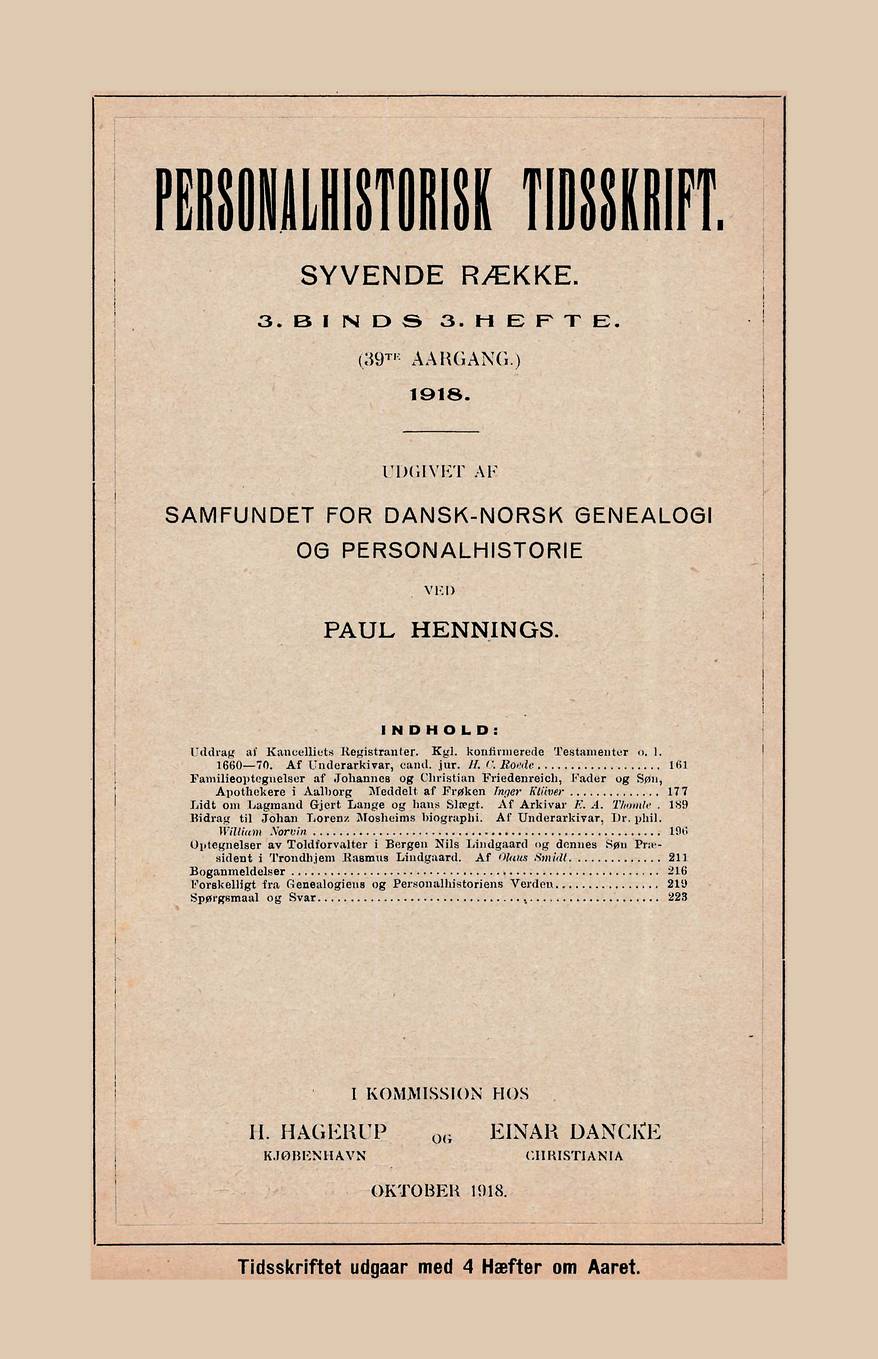 PERSONALHISTORISK TIDSSKRIFT.
SYVENDE RÆKKE.
3. BINDS 3. HEFTE.
(39TE AARGANG.)
1918.
UDGIVET AF
SAMFUNDET FOR DANSK-NORSK GENEALOGI
OG PERSONALHISTORIE
VED
PAUL HENNINGS.
INDHOLD:
Uddrag af Kancelliets Registranter. Kgl. konfirmerede Testamenter o. l.
1660—70. Af Underarkivar, cand. jur. H. C. Roede .................. 161
Familieoptegnelser af Johannes og Christian Friedenreich, Fader og Søn,
Apothekere i Aalborg Meddelt af Frøken Inger Klüver .............. 177
Lidt om Lagmand Gjert Lange og hans Slægt. Af Arkivar E. A. Thomle . 189
Bidrag til Johan Lorenz Mosheims biographi. Af Underarkivar, Dr. phil.
William Norvin .................................................... 196
Optegnelser av Toldforvalter i Bergen Nils Lindgaard og dennes Søn Præ-
sident i Trondhjem Rasmus Lindgaard. Af Olaus Smidt. ............. 211
Boganmeldelser ........................................................ 216
Forskelligt fra Genealogiens og Personalhistoriens Verden................ 219
Spørgsmaal og Svar.................................................... 223
I KOMMISSION HOS
H. HAGERUP OG EINAR DANCKE
KJØBENHAVN CHRISTIANIA
OKTOBER 1918.
Tidsskriftet udgaar med 4 Hæfter om Aaret.